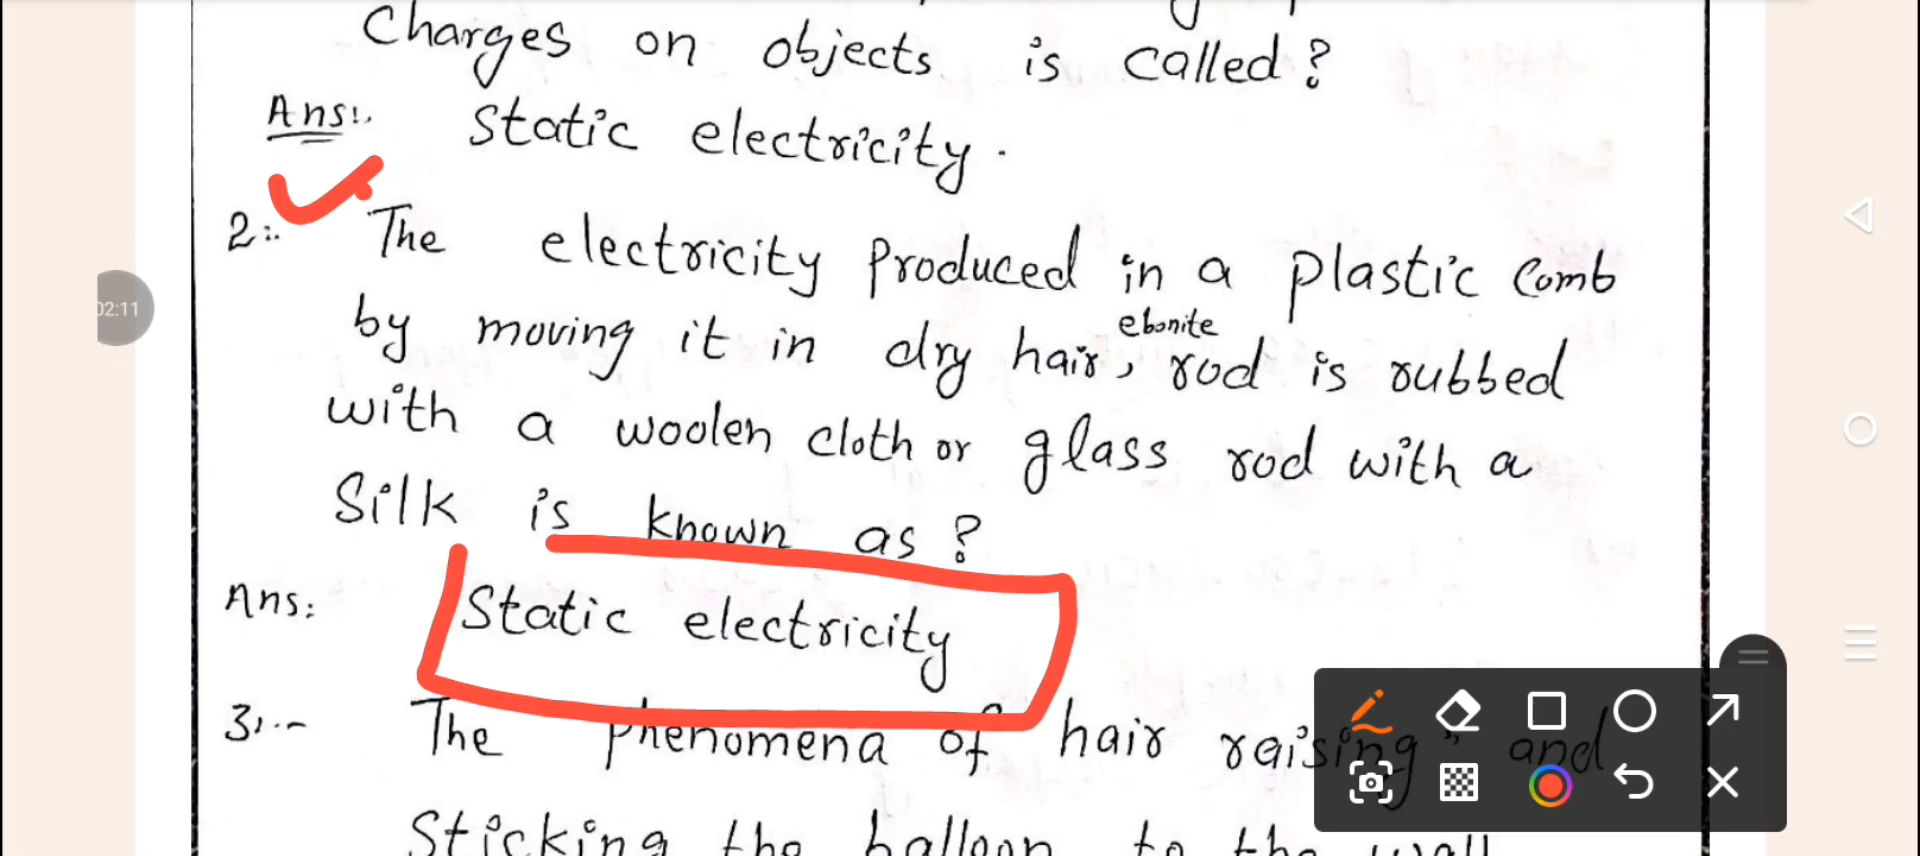 Charges on objects is called?
Ans:. Static electricity.
2:. The electricity Produced in a plastic Comb
ebonite
by moving it in dry hair, rod is rubbed
with a woolen cloth or glass rod with a
Silk is known as?
Ans: Static electricity
3:- The phenomena of hair raising" and
Sticking the balloon to the wall
02:11